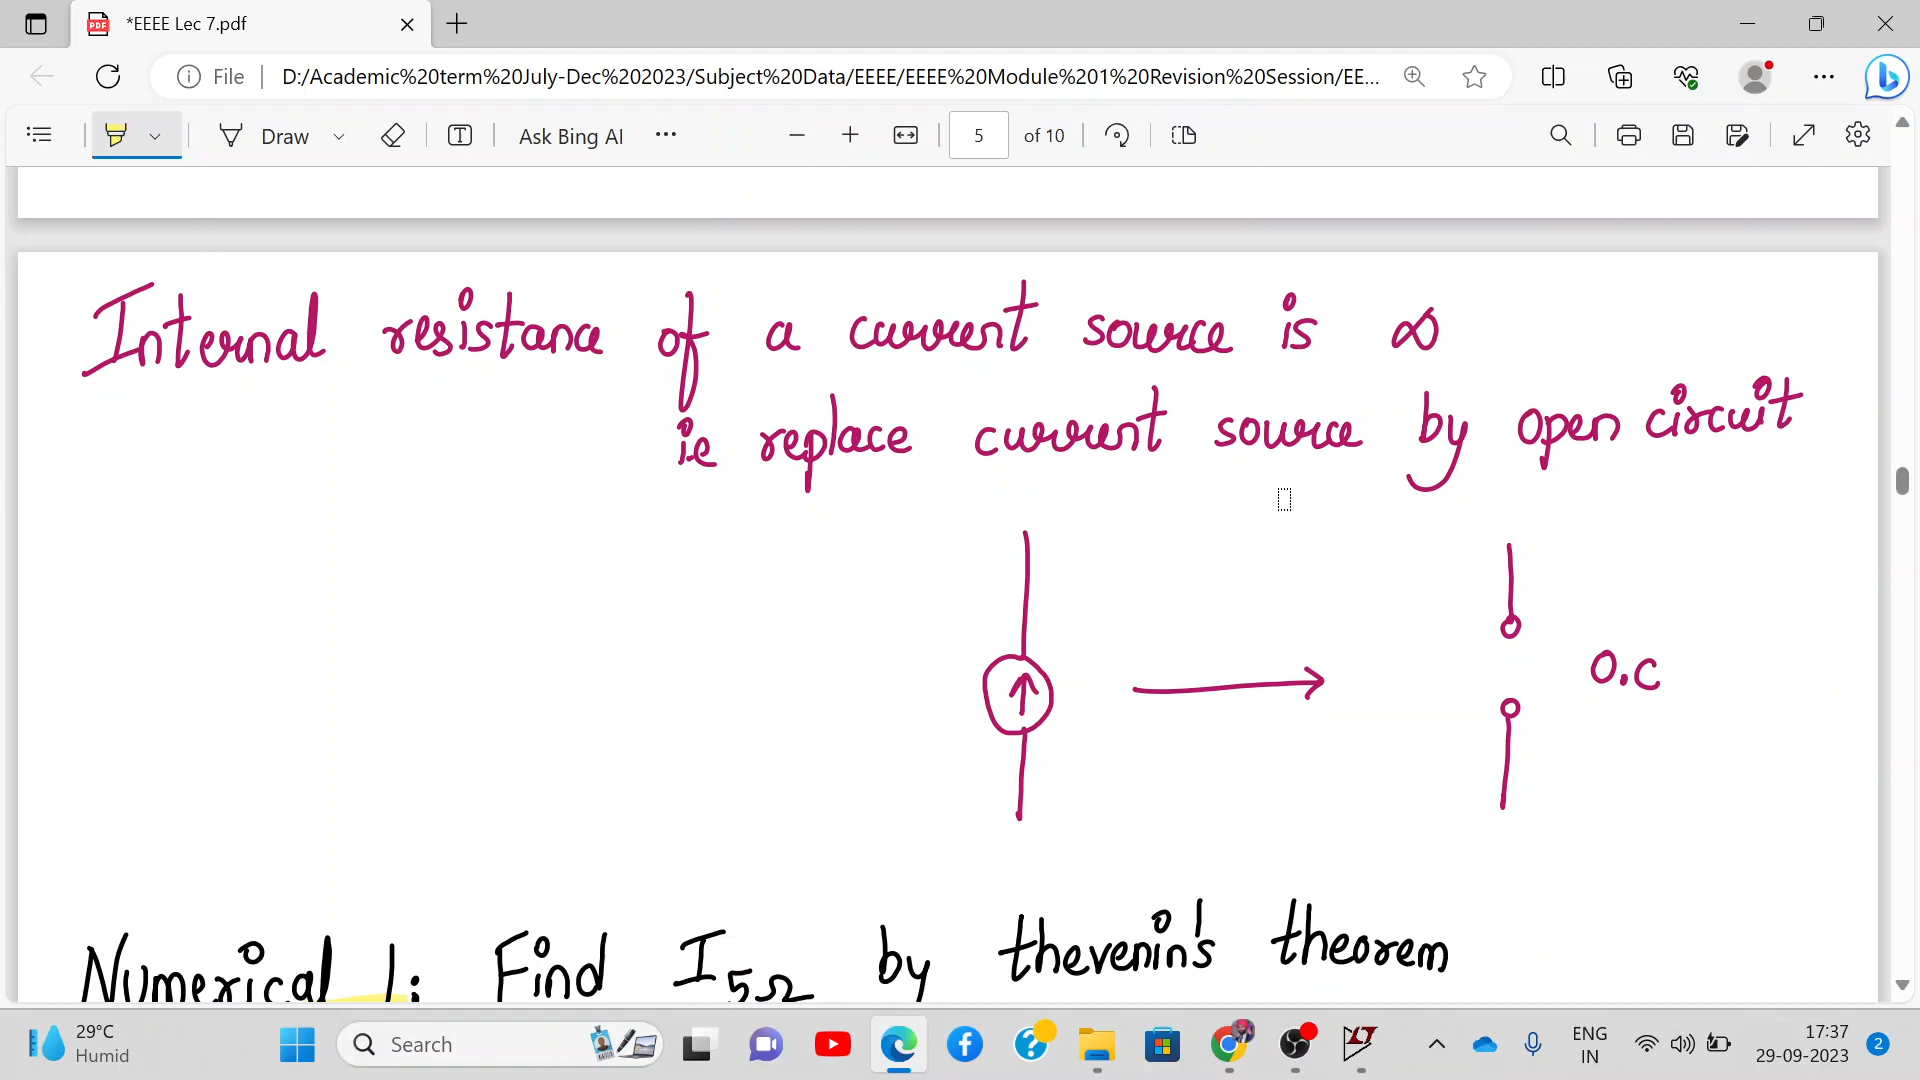 *EEEE Lec 7.pdf
File
D:/Academic%20term%20July-Dec%202023/Subject%20Data/EEEE/EEEE%20Module%201%20Revision%20Session/EE...
Draw
Ask Bing AI
5 of 10
Internal resistance of a current source is ∞
ie replace current source by open circuit
O.C
Numerical 1: Find I5Ω by thevenin's theorem
29°C
Humid
Search
ENG
IN
17:37
29-09-2023
2